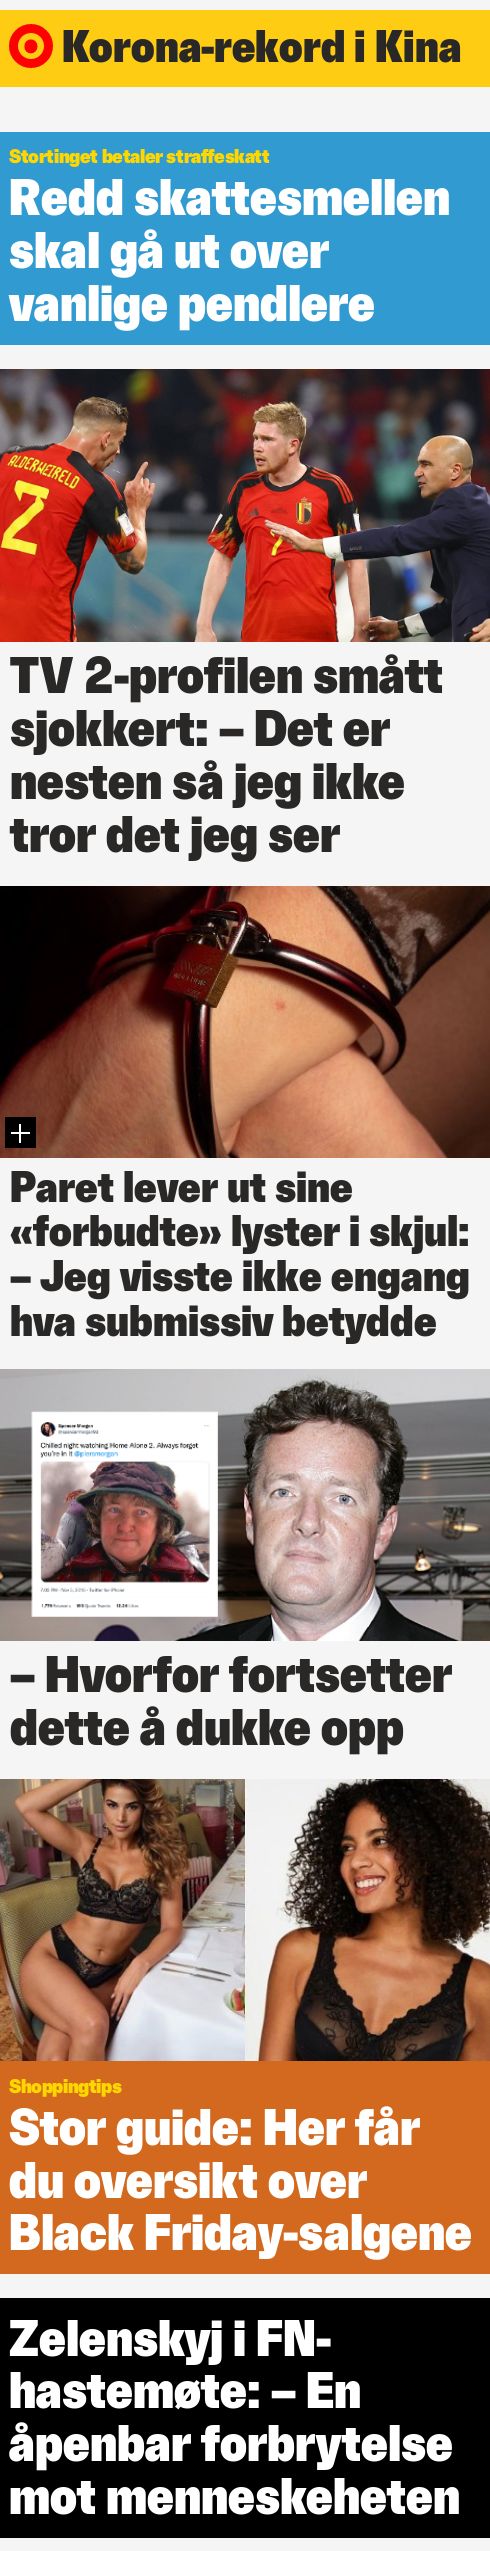 Korona-rekord i Kina
Stortinget betaler straffeskatt
Redd skattesmellen
skal gå ut over
vanlige pendlere
ALDERWEIRELD
2
7
TV 2-profilen smått
sjokkert: – Det er
nesten så jeg ikke
tror det jeg ser
Paret lever ut sine
«forbudte» lyster i skjul:
– Jeg visste ikke engang
hva submissiv betydde
Spencer Morgan
Chilled night watching Home Alone 2. Always forget
you're in it @piersmorgan
– Hvorfor fortsetter
dette å dukke opp
Shoppingtips
Stor guide: Her får
du oversikt over
Black Friday-salgene
Zelenskyj i FN-
hastemøte: – En
åpenbar forbrytelse
mot menneskeheten